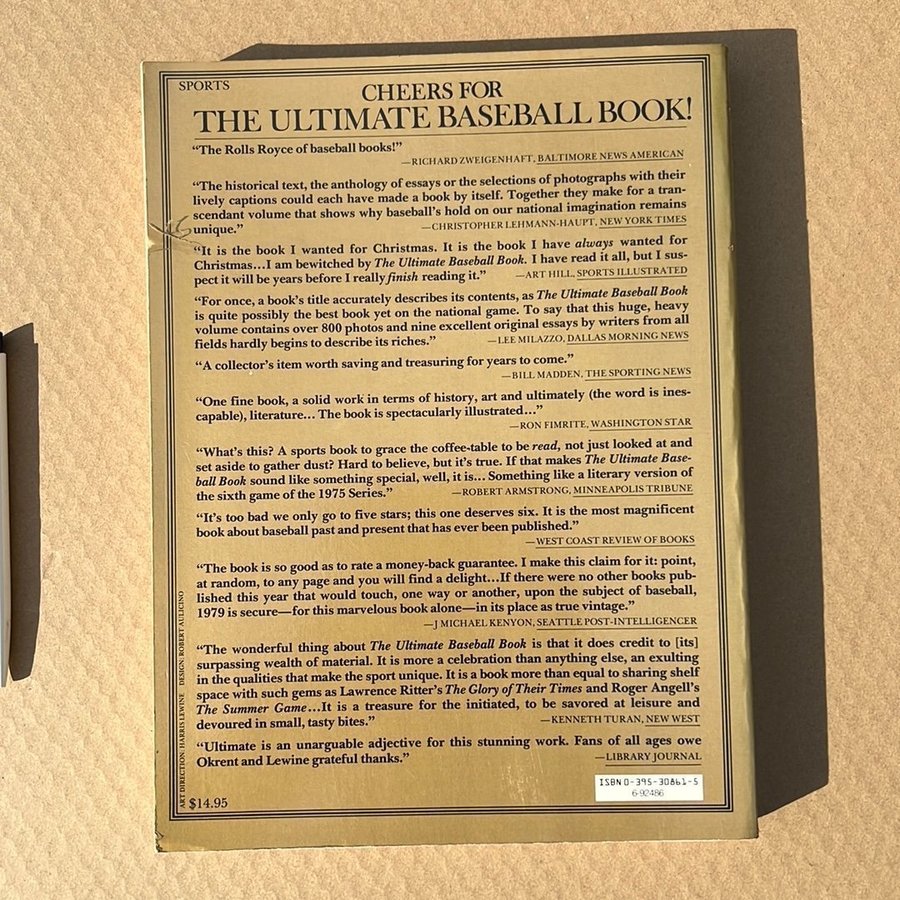 SPORTS
CHEERS FOR
THE ULTIMATE BASEBALL BOOK!
“The Rolls Royce of baseball books!”
—RICHARD ZWEIGENHAFT, BALTIMORE NEWS AMERICAN
“The historical text, the anthology of essays or the selections of photographs with their
lively captions could each have made a book by itself. Together they make for a tran-
scendant volume that shows why baseball’s hold on our national imagination remains
unique.”
—CHRISTOPHER LEHMANN-HAUPT, NEW YORK TIMES
“It is the book I wanted for Christmas. It is the book I have always wanted for
Christmas...I am bewitched by The Ultimate Baseball Book. I have read it all, but I sus-
pect it will be years before I really finish reading it.”
—ART HILL, SPORTS ILLUSTRATED
“For once, a book’s title accurately describes its contents, as The Ultimate Baseball Book
is quite possibly the best book yet on the national game. To say that this huge, heavy
volume contains over 800 photos and nine excellent original essays by writers from all
fields hardly begins to describe its riches.”
—LEE MILAZZO, DALLAS MORNING NEWS
“A collector’s item worth saving and treasuring for years to come.”
—BILL MADDEN, THE SPORTING NEWS
“One fine book, a solid work in terms of history, art and ultimately (the word is ines-
capable), literature... The book is spectacularly illustrated...”
—RON FIMRITE, WASHINGTON STAR
“What’s this? A sports book to grace the coffee-table to be read, not just looked at and
set aside to gather dust? Hard to believe, but it’s true. If that makes The Ultimate Base-
ball Book sound like something special, well, it is... Something like a literary version of
the sixth game of the 1975 Series.”
—ROBERT ARMSTRONG, MINNEAPOLIS TRIBUNE
“It’s too bad we only go to five stars; this one deserves six. It is the most magnificent
book about baseball past and present that has ever been published.”
—WEST COAST REVIEW OF BOOKS
“The book is so good as to rate a money-back guarantee. I make this claim for it: point,
at random, to any page and you will find a delight...If there were no other books pub-
lished this year that would touch, one way or another, upon the subject of baseball,
1979 is secure—for this marvelous book alone—in its place as true vintage.”
—J MICHAEL KENYON, SEATTLE POST-INTELLIGENCER
“The wonderful thing about The Ultimate Baseball Book is that it does credit to [its]
surpassing wealth of material. It is more a celebration than anything else, an exulting
in the qualities that make the sport unique. It is a book more than equal to sharing shelf
space with such gems as Lawrence Ritter’s The Glory of Their Times and Roger Angell’s
The Summer Game...It is a treasure for the initiated, to be savored at leisure and
devoured in small, tasty bites.”
—KENNETH TURAN, NEW WEST
“Ultimate is an unarguable adjective for this stunning work. Fans of all ages owe
Okrent and Lewine grateful thanks.”
—LIBRARY JOURNAL
ART DIRECTION: HARRIS LEWINE DESIGN: ROBERT AULICINO
$14.95
ISBN 0-395-30861-5
6-92486